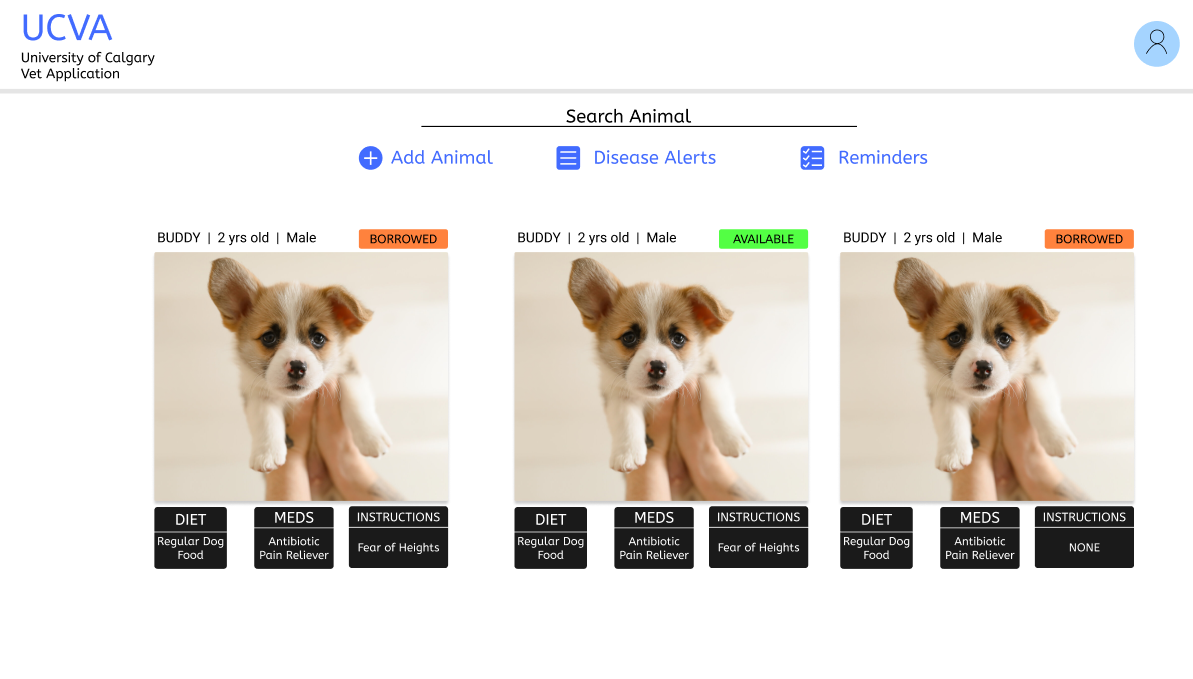 UCVA
University of Calgary
Vet Application
Search Animal
Add Animal
Disease Alerts
Reminders
BUDDY | 2 yrs old | Male
BORROWED
BUDDY | 2 yrs old | Male
AVAILABLE
BUDDY | 2 yrs old | Male
BORROWED
DIET
Regular Dog
Food
MEDS
Antibiotic
Pain Reliever
INSTRUCTIONS
Fear of Heights
DIET
Regular Dog
Food
MEDS
Antibiotic
Pain Reliever
INSTRUCTIONS
Fear of Heights
DIET
Regular Dog
Food
MEDS
Antibiotic
Pain Reliever
INSTRUCTIONS
NONE